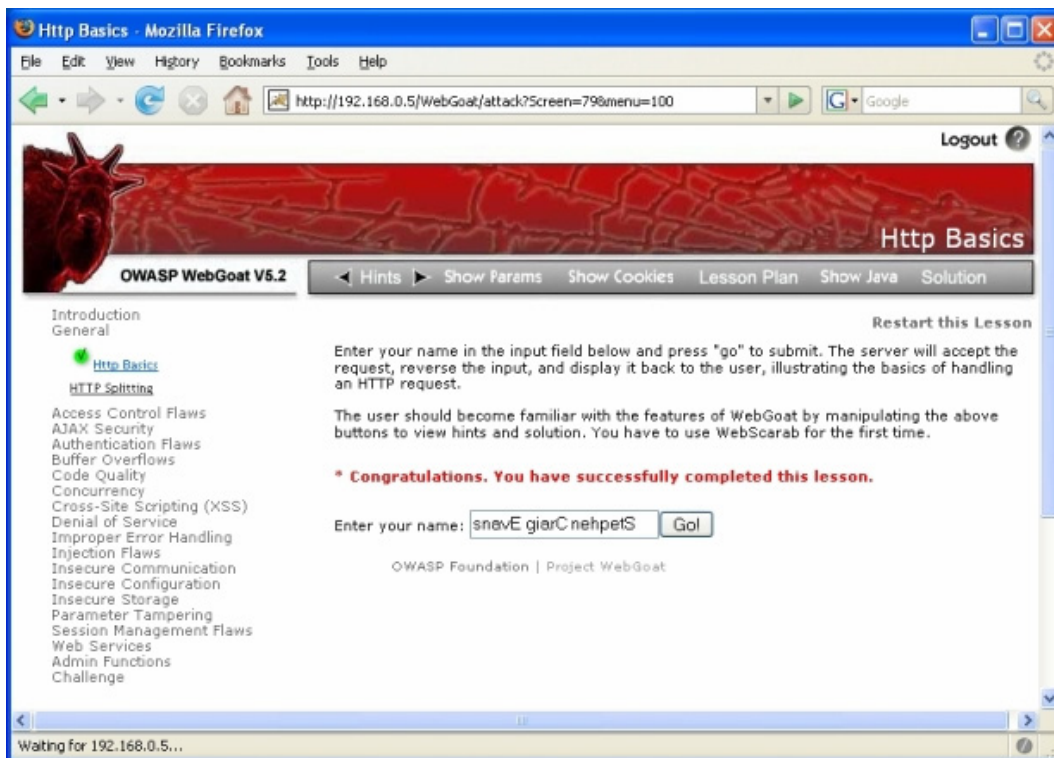 Http Basics - Mozilla Firefox
File Edit View History Bookmarks Tools Help
http://192.168.0.5/WebGoat/attack?Screen=79&menu=100
G Google
Logout ?
Http Basics
OWASP WebGoat V5.2
Hints Show Params Show Cookies Lesson Plan Show Java Solution
Restart this Lesson
Introduction
General
Http Basics
HTTP Splitting
Access Control Flaws
AJAX Security
Authentication Flaws
Buffer Overflows
Code Quality
Concurrency
Cross-Site Scripting (XSS)
Denial of Service
Improper Error Handling
Injection Flaws
Insecure Communication
Insecure Configuration
Insecure Storage
Parameter Tampering
Session Management Flaws
Web Services
Admin Functions
Challenge
Enter your name in the input field below and press "go" to submit. The server will accept the
request, reverse the input, and display it back to the user, illustrating the basics of handling
an HTTP request.
The user should become familiar with the features of WebGoat by manipulating the above
buttons to view hints and solution. You have to use WebScarab for the first time.
* Congratulations. You have successfully completed this lesson.
Enter your name: snavE giarC nehpetS Go!
OWASP Foundation | Project WebGoat
Waiting for 192.168.0.5...